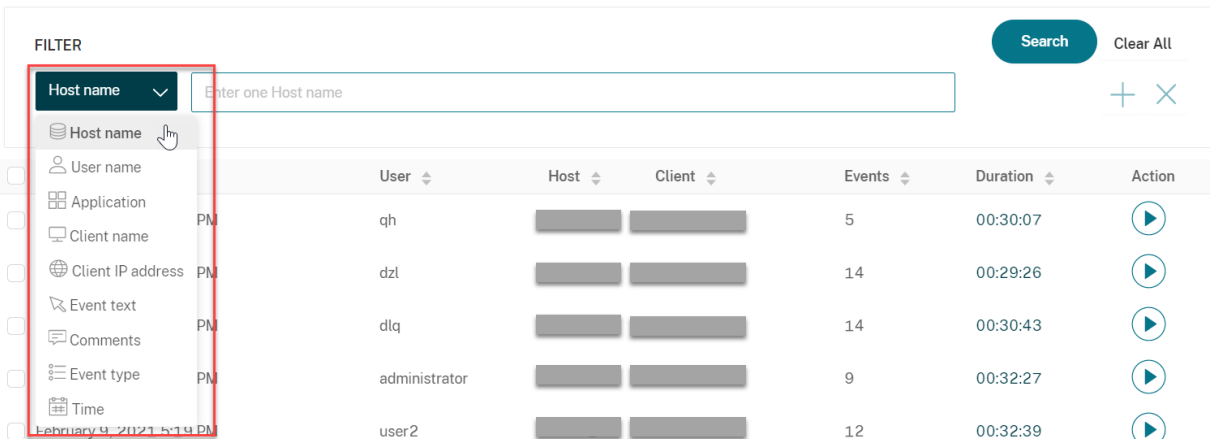 FILTER
Search
Clear All
Host name
Enter one Host name
Host name
User name
Application
Client name
Client IP address
Event text
Comments
Event type
Time
User Host Client Events Duration Action
PM qh 5 00:30:07
PM dzl 14 00:29:26
PM dlq 14 00:30:43
PM administrator 9 00:32:27
February 9, 2021 5:19 PM user2 12 00:32:39